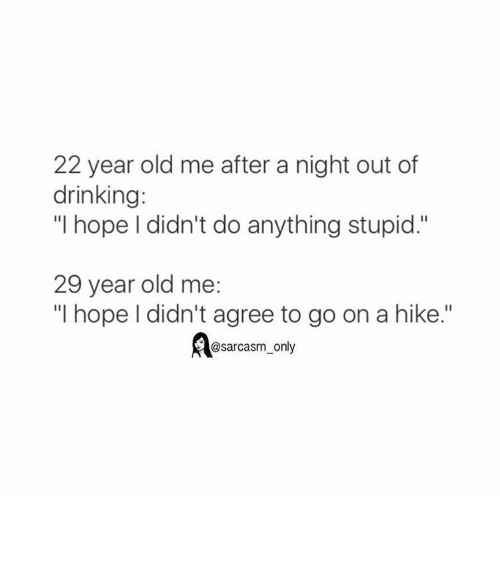 22 year old me after a night out of
drinking:
"I hope I didn't do anything stupid."
29 year old me:
"I hope I didn't agree to go on a hike."
@sarcasm_only